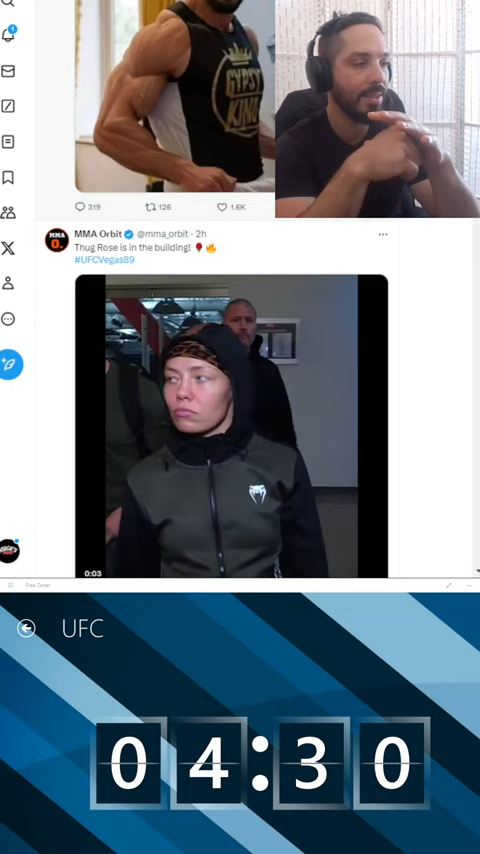 GYPSY
KING
319
126
1.6K
MMA Orbit @mma_orbit · 2h
MMA
O.
Thug Rose is in the building! 🌹🔥
#UFCVegas89
0:03
Free Timer
UFC
04:30